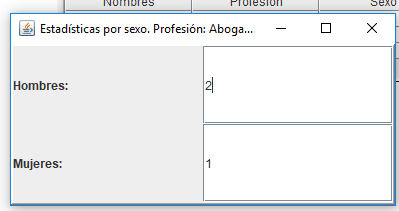 Nombres Profesión Sexo
Estadísticas por sexo. Profesión: Aboga...
Hombres: 2
Mujeres: 1